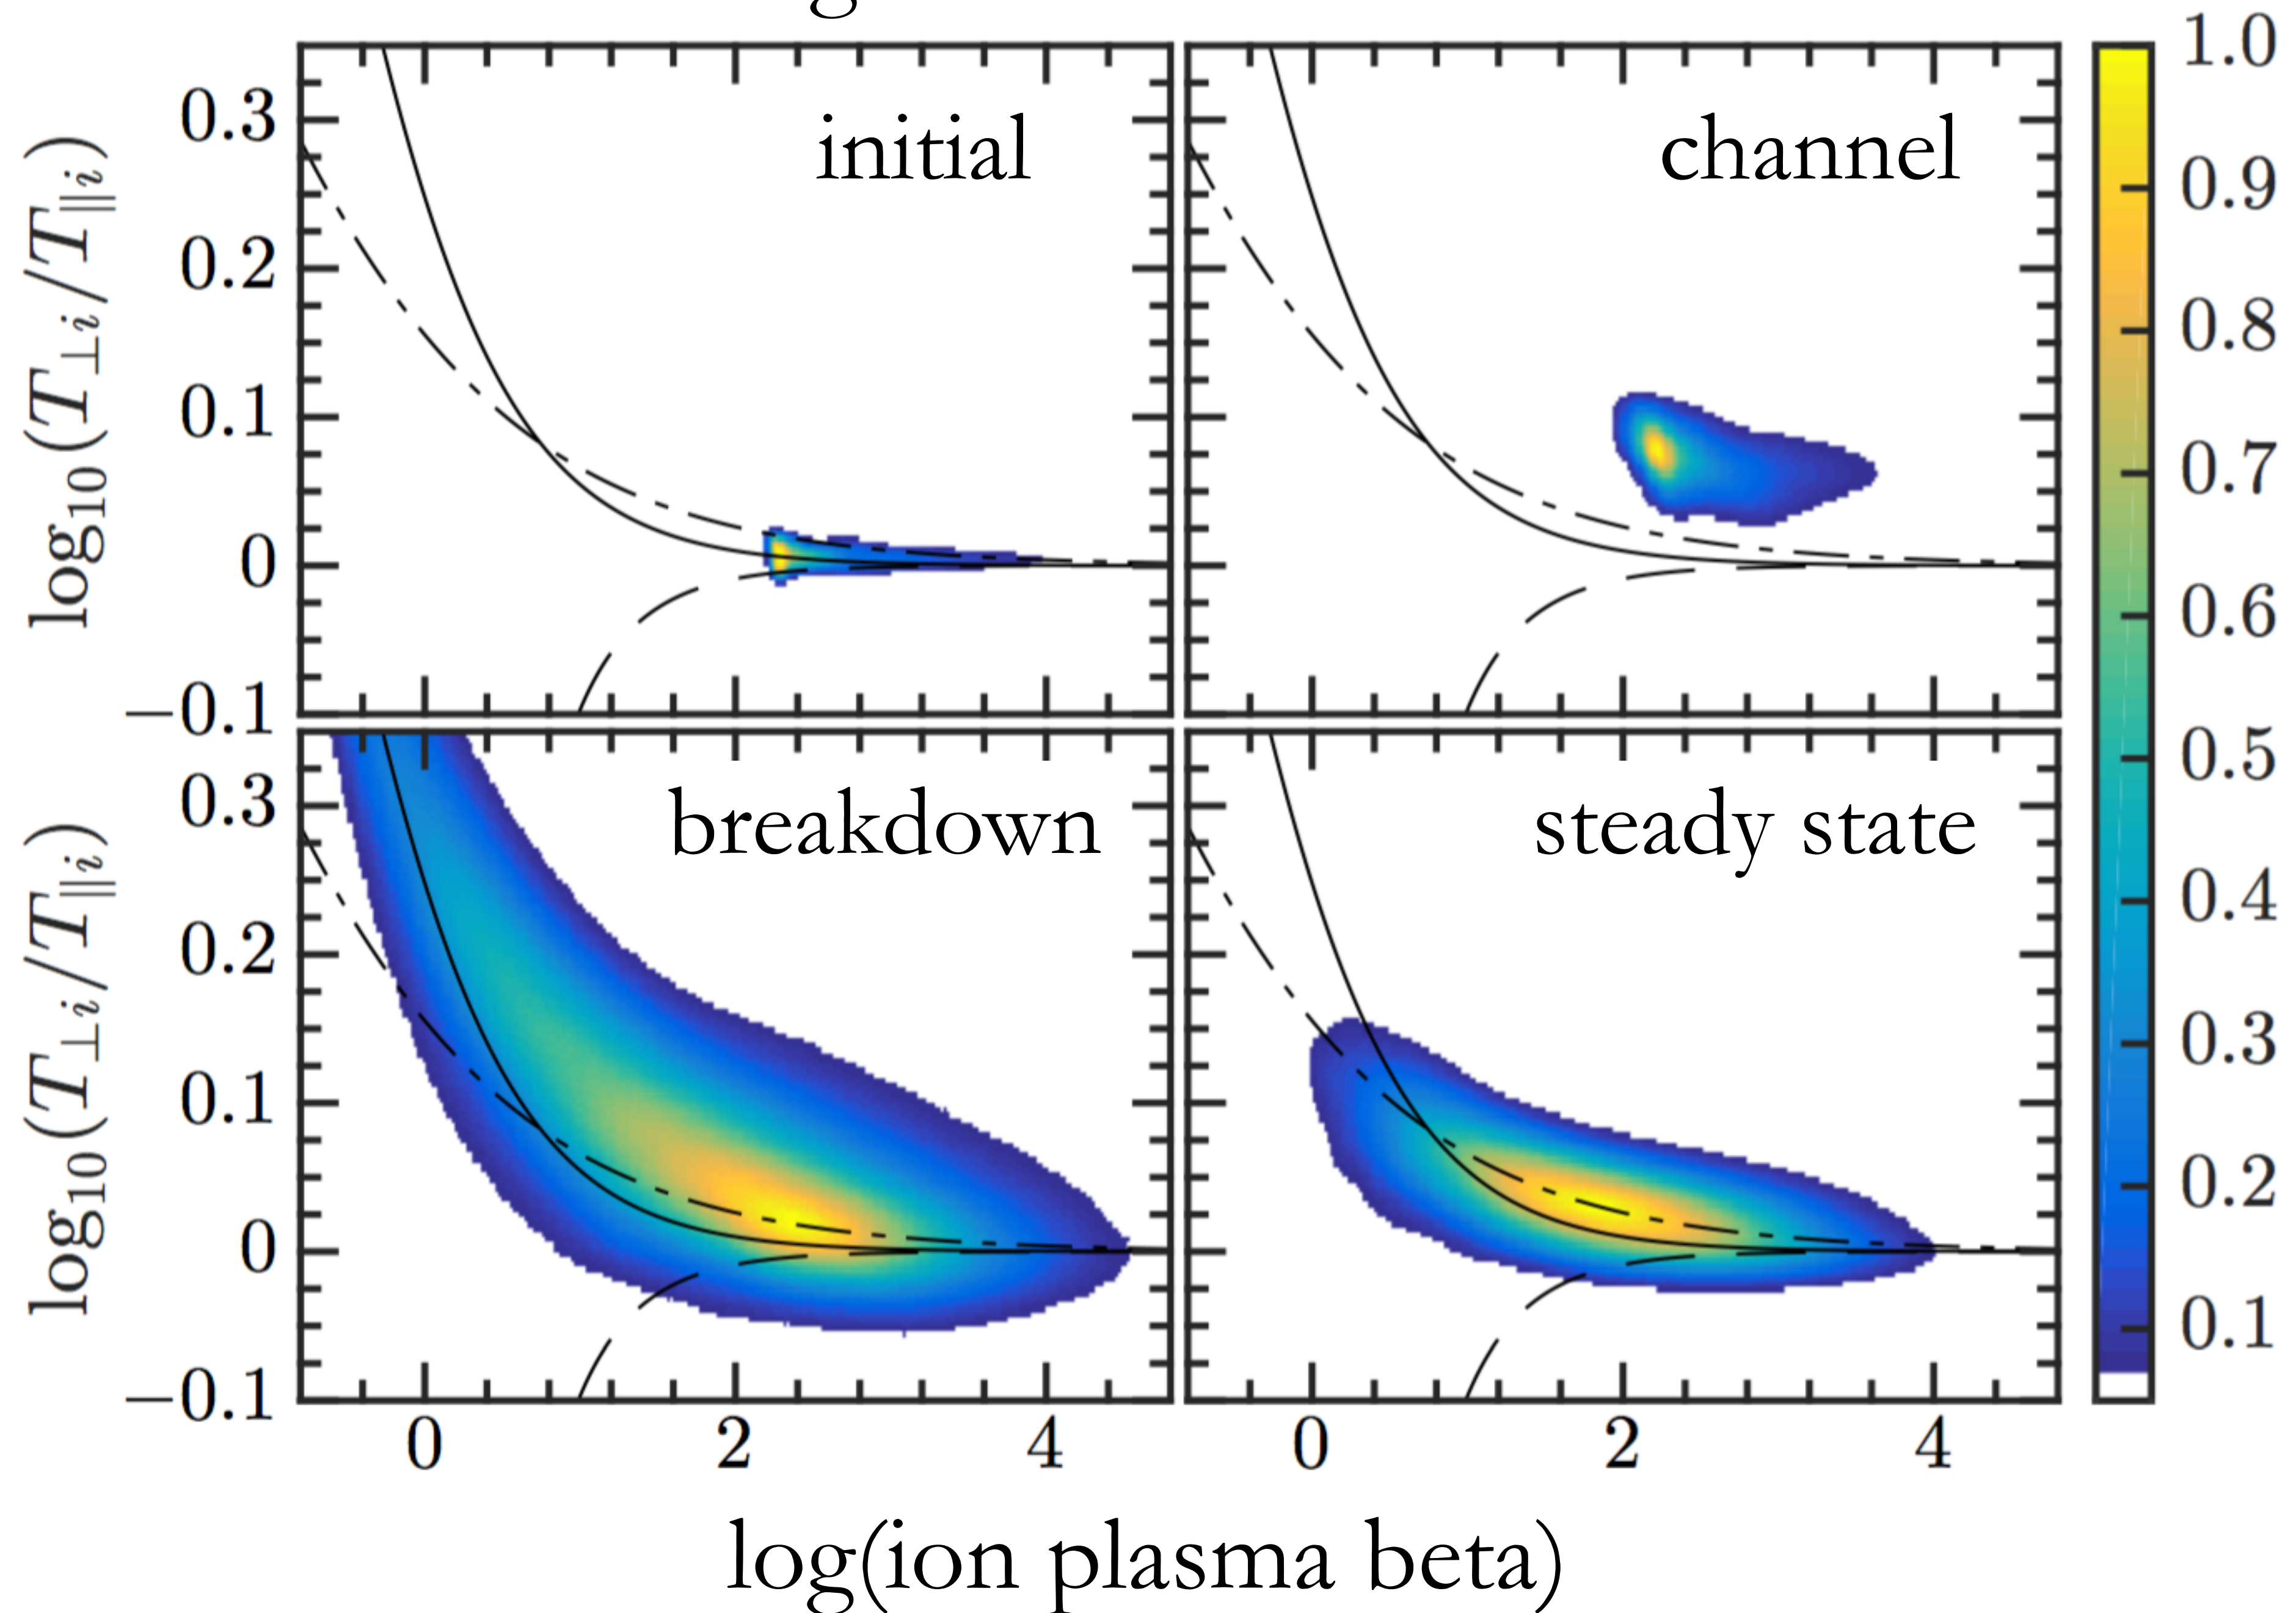 initial
channel
breakdown
steady state
log₁₀(T⊥i/T∥i)
0.3
0.2
0.1
0
−0.1
log₁₀(T⊥i/T∥i)
0.3
0.2
0.1
0
−0.1
0 2 4
0 2 4
log(ion plasma beta)
1.0
0.9
0.8
0.7
0.6
0.5
0.4
0.3
0.2
0.1